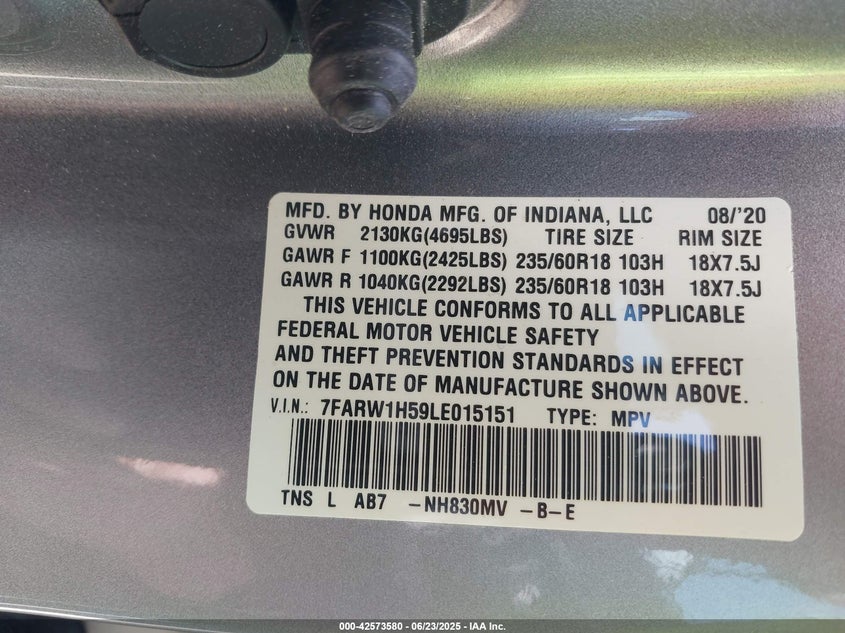 MFD. BY HONDA MFG. OF INDIANA, LLC 08/'20
GVWR 2130KG(4695LBS) TIRE SIZE RIM SIZE
GAWR F 1100KG(2425LBS) 235/60R18 103H 18X7.5J
GAWR R 1040KG(2292LBS) 235/60R18 103H 18X7.5J
THIS VEHICLE CONFORMS TO ALL APPLICABLE
FEDERAL MOTOR VEHICLE SAFETY
AND THEFT PREVENTION STANDARDS IN EFFECT
ON THE DATE OF MANUFACTURE SHOWN ABOVE.
V.I.N.: 7FARW1H59LE015151 TYPE: MPV
TNS L AB7 -NH830MV -B-E
000-42573580 - 06/23/2025 - IAA Inc.